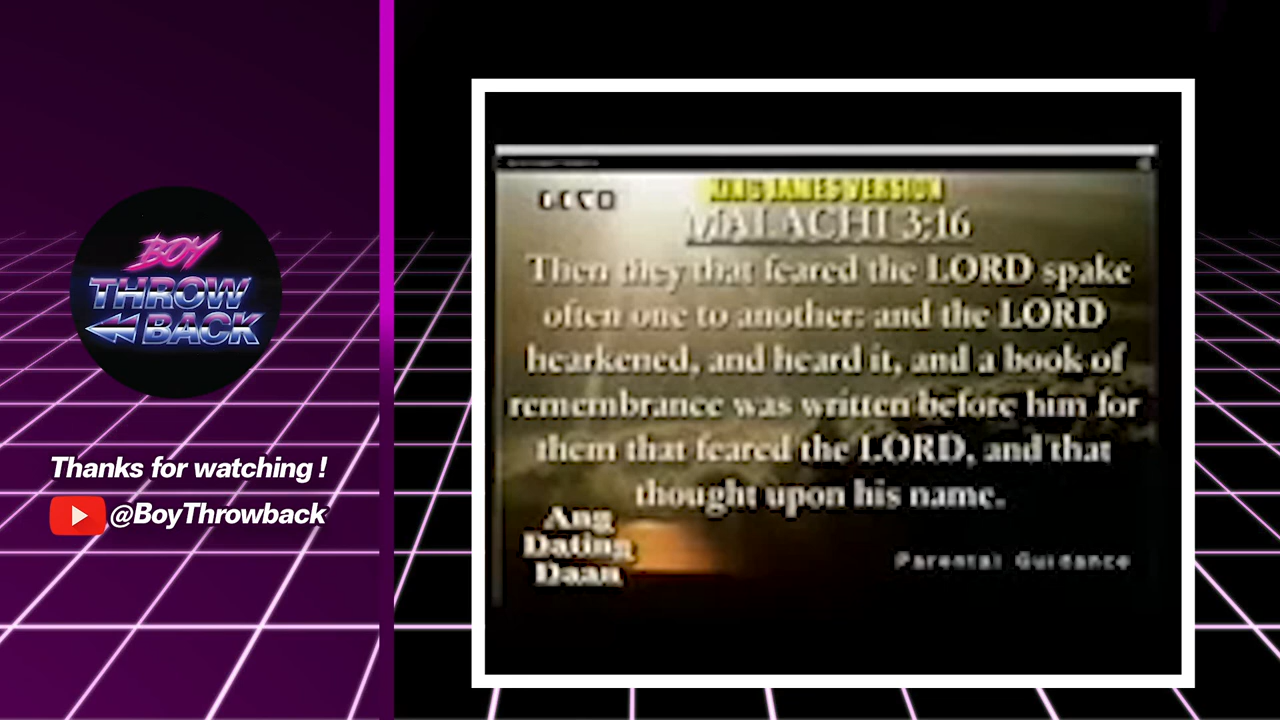 BOY
THROW
BACK
Thanks for watching !
@BoyThrowback
KING JAMES VERSION
MALACHI 3:16
Then they that feared the LORD spake
often one to another: and the LORD
hearkened, and heard it, and a book of
remembrance was written before him for
them that feared the LORD, and that
thought upon his name.
Ang
Dating
Daan
Parental Guidance